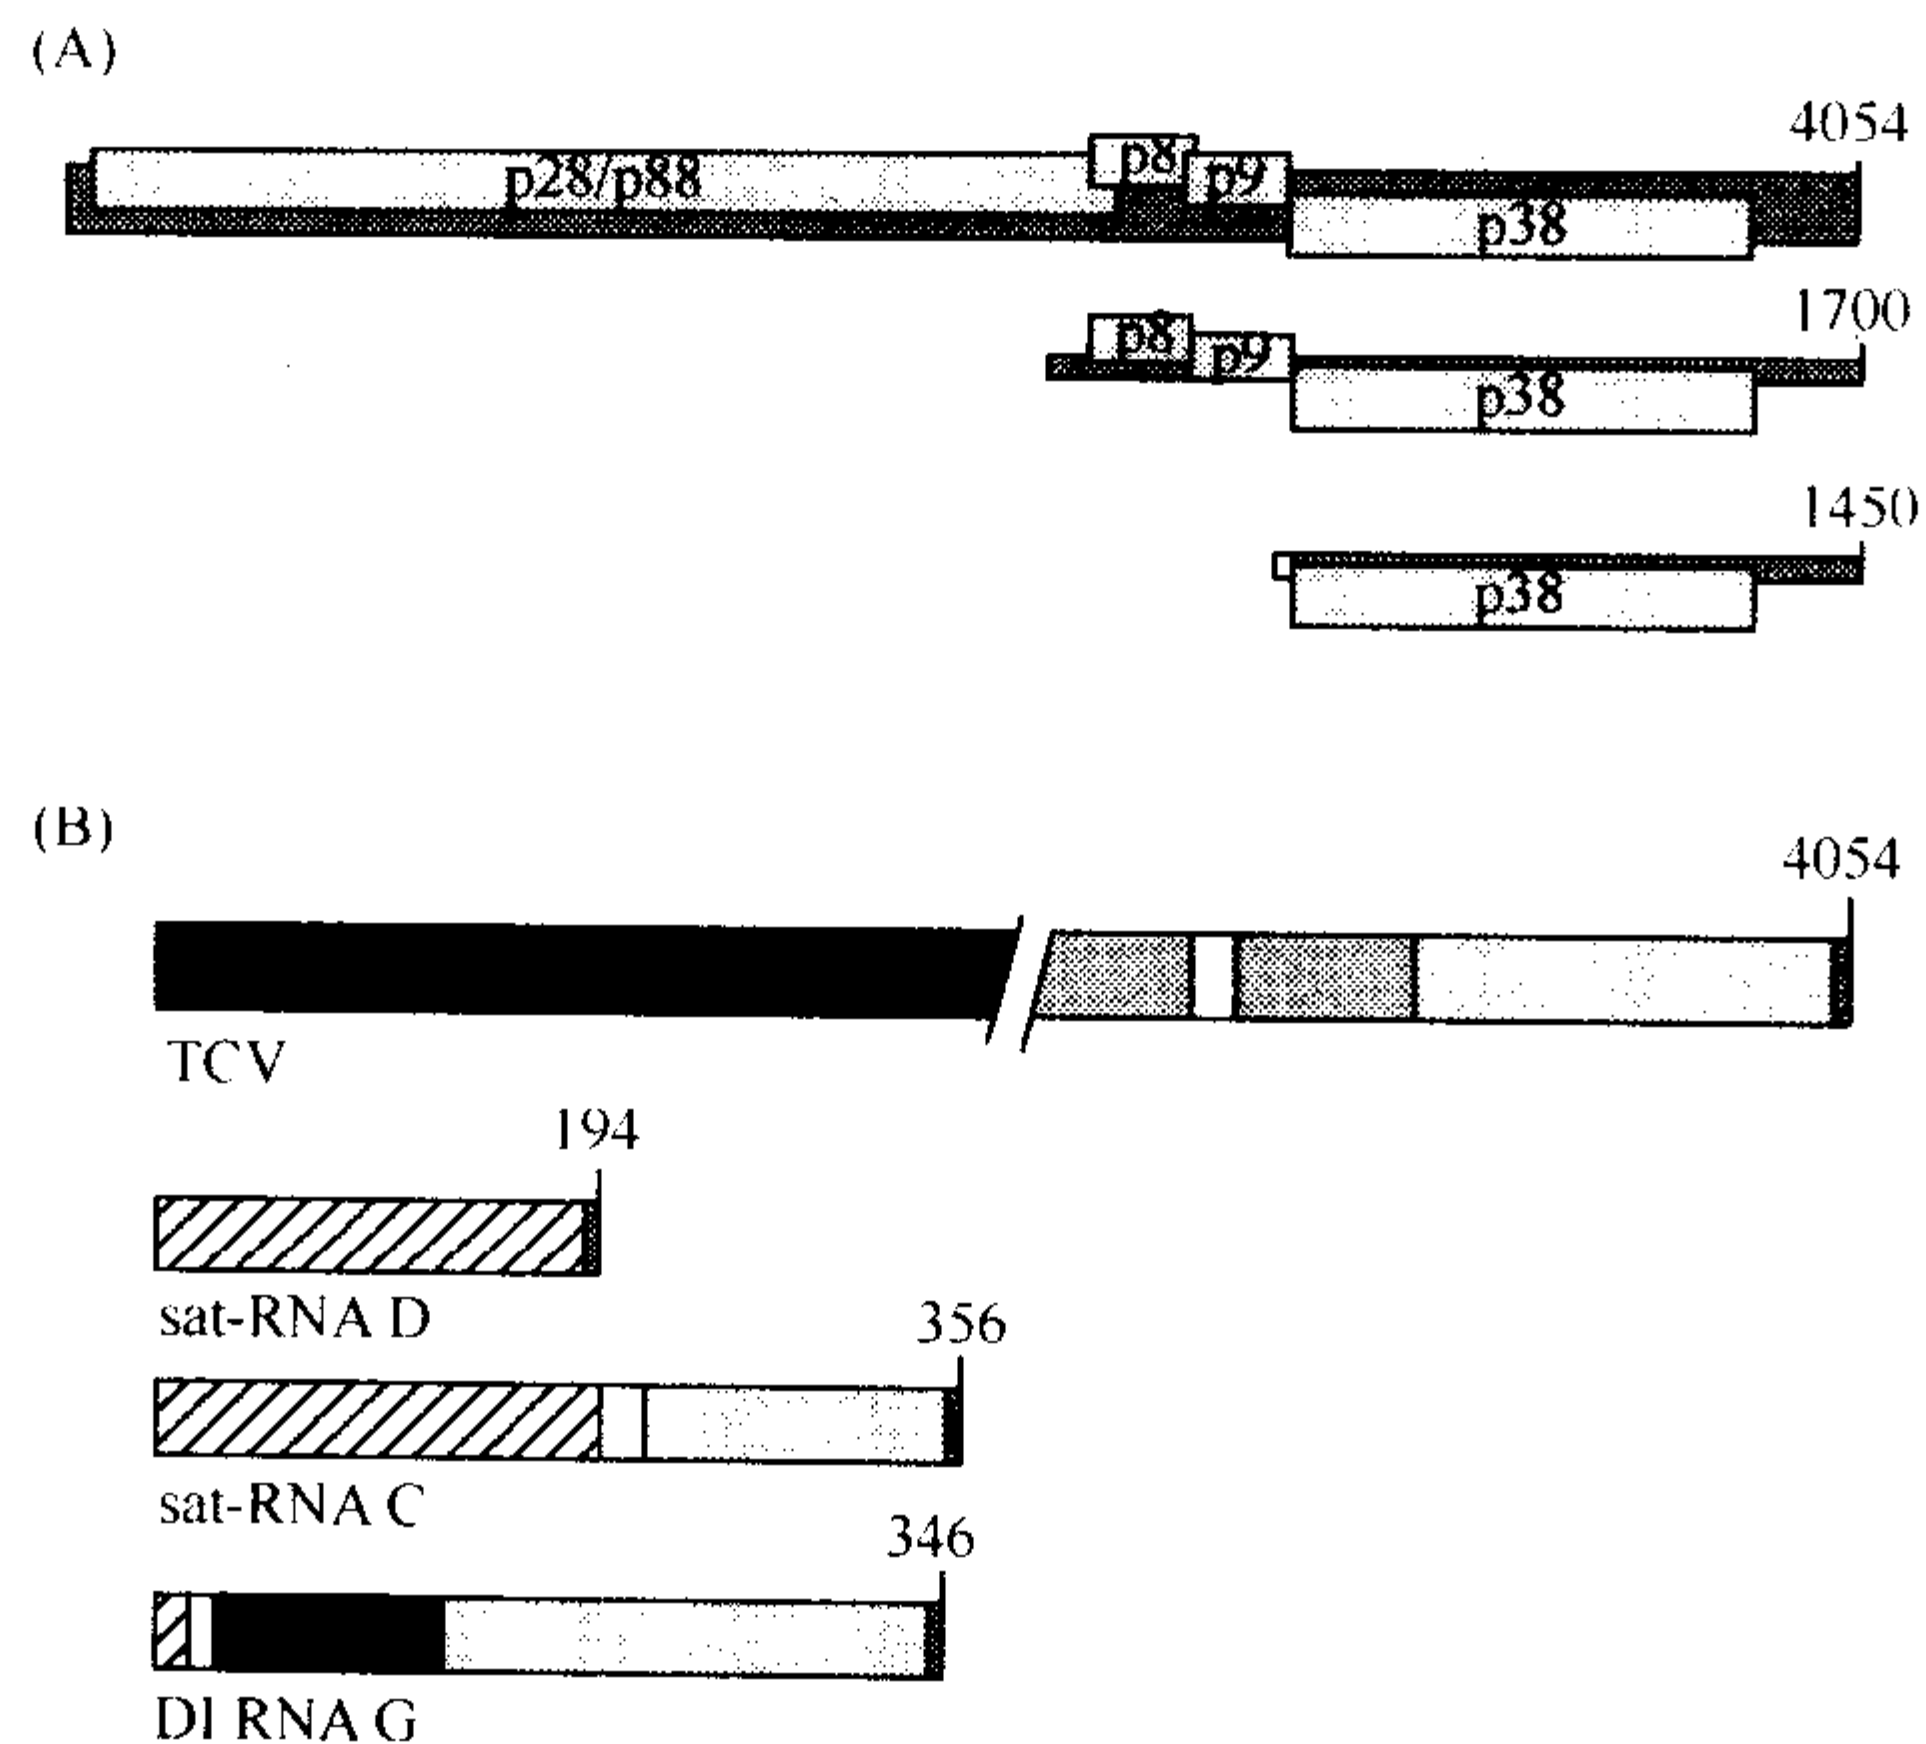 (A)
4054
p28/p88 p8 p9 p38
1700
p8 p9 p38
1450
p38
(B)
4054
TCV
194
sat-RNA D
356
sat-RNA C
346
DI RNA G